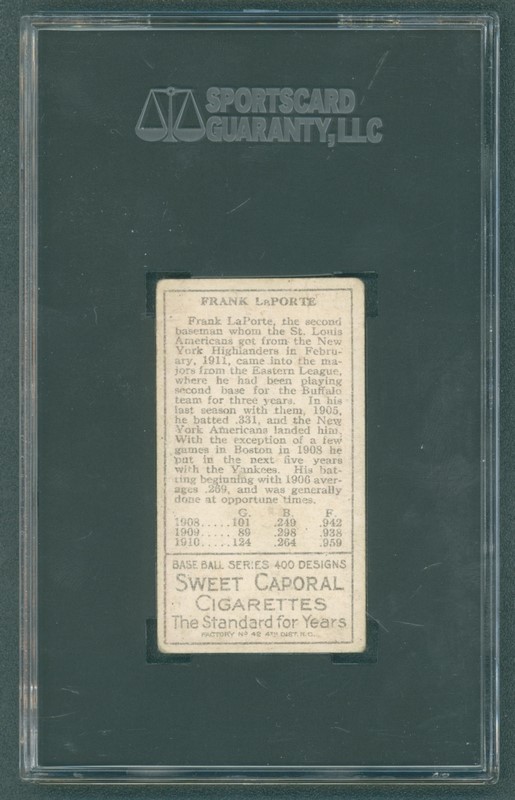 SPORTSCARD
GUARANTY, LLC
FRANK LaPORTE
Frank LaPorte, the second
baseman whom the St. Louis
Americans got from the New
York Highlanders in Febru-
ary, 1911, came into the ma-
jors from the Eastern League,
where he had been playing
second base for the Buffalo
team for three years. In his
last season with them, 1905,
he batted .331, and the New
York Americans landed him.
With the exception of a few
games in Boston in 1908 he
put in the next five years
with the Yankees. His bat-
ting beginning with 1906 aver-
ages .269, and was generally
done at opportune times.
G. B. F.
1908.....101 .249 .942
1909.....89 .298 .938
1910.....124 .264 .959
BASE BALL SERIES 400 DESIGNS
SWEET CAPORAL
CIGARETTES
The Standard for Years
FACTORY Nº 42 4TH DIST. N.C.